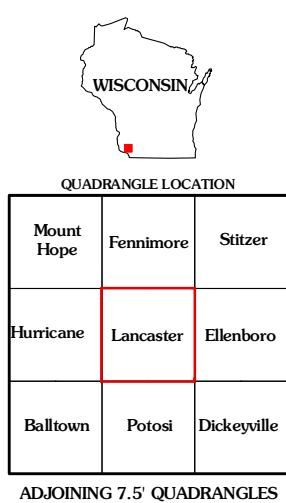 WISCONSIN
QUADRANGLE LOCATION
Mount
Hope
Fennimore
Stitzer
Hurricane
Lancaster
Ellenboro
Balltown
Potosi
Dickeyville
ADJOINING 7.5' QUADRANGLES